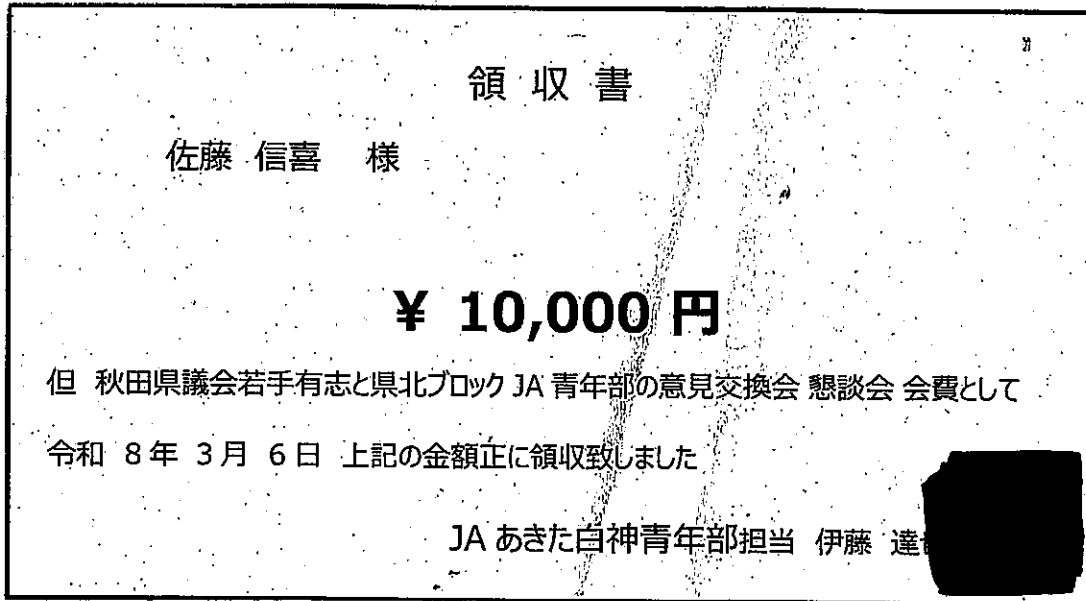 領収書
佐藤 信喜 様
¥ 10,000 円
但 秋田県議会若手有志と県北ブロック JA 青年部の意見交換会 懇談会 会費として
令和 8年 3月 6日 上記の金額正に領収致しました
JA あきた白神青年部担当 伊藤 達